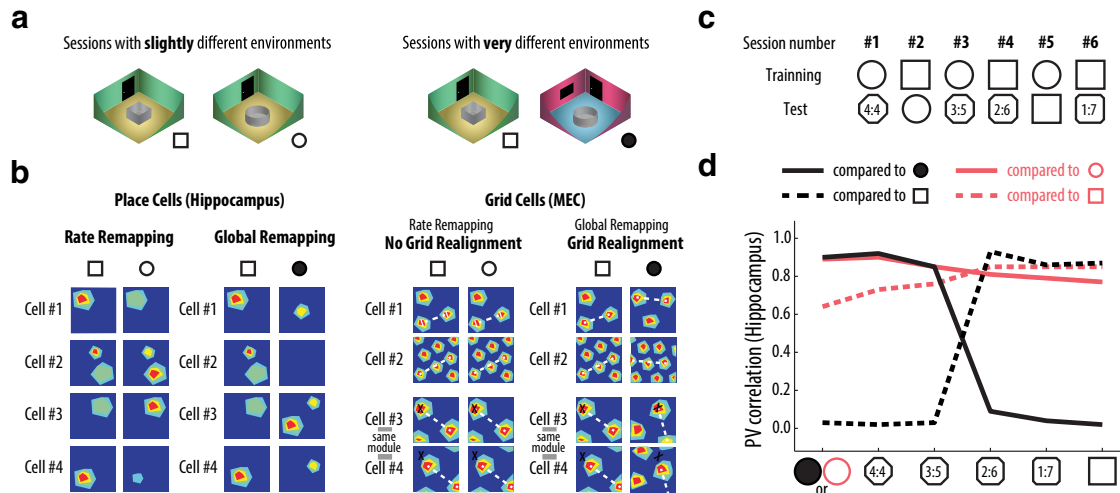 a
Sessions with slightly different environments
Sessions with very different environments
b
Place Cells (Hippocampus)
Rate Remapping
Global Remapping
Cell #1
Cell #2
Cell #3
Cell #4
Cell #1
Cell #2
Cell #3
Cell #4
Grid Cells (MEC)
Rate Remapping
No Grid Realignment
Global Remapping
Grid Realignment
Cell #1
Cell #2
Cell #3
same
module
Cell #4
X
X
X
X
Cell #1
Cell #2
Cell #3
same
module
Cell #4
X
X
X
X
c
Session number #1 #2 #3 #4 #5 #6
Trainning
Test 4:4 3:5 2:6 1:7
d
compared to
compared to
compared to
compared to
PV correlation (Hippocampus)
1.0
0.8
0.6
0.4
0.2
0.0
or
4:4 3:5 2:6 1:7